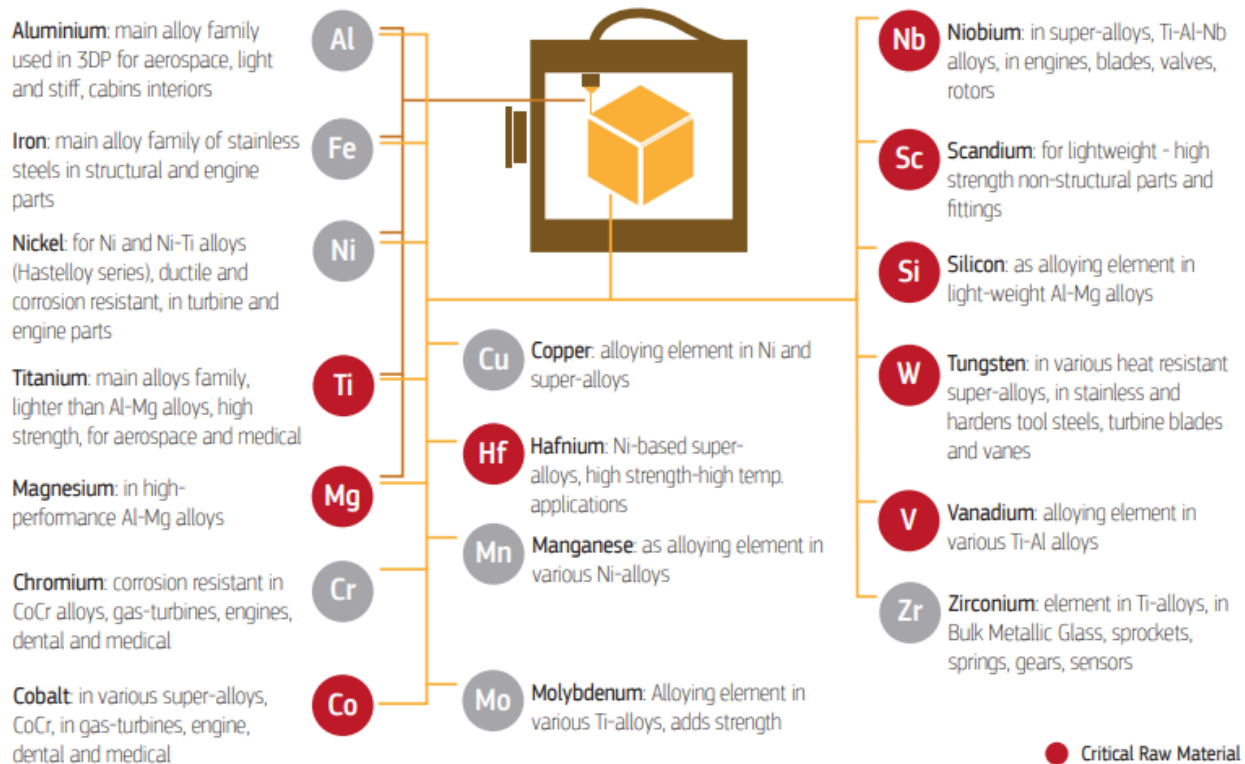 Aluminium: main alloy family
used in 3DP for aerospace, light
and stiff, cabins interiors
Al
Iron: main alloy family of stainless
steels in structural and engine
parts
Fe
Nickel: for Ni and Ni-Ti alloys
(Hastelloy series), ductile and
corrosion resistant, in turbine and
engine parts
Ni
Titanium: main alloys family,
lighter than Al-Mg alloys, high
strength, for aerospace and medical
Ti
Magnesium: in high-
performance Al-Mg alloys
Mg
Chromium: corrosion resistant in
CoCr alloys, gas-turbines, engines,
dental and medical
Cr
Cobalt: in various super-alloys,
CoCr, in gas-turbines, engine,
dental and medical
Co
Cu
Copper: alloying element in Ni and
super-alloys
Hf
Hafnium: Ni-based super-
alloys, high strength-high temp.
applications
Mn
Manganese: as alloying element in
various Ni-alloys
Mo
Molybdenum: Alloying element in
various Ti-alloys, adds strength
Nb
Niobium: in super-alloys, Ti-Al-Nb
alloys, in engines, blades, valves,
rotors
Sc
Scandium: for lightweight - high
strength non-structural parts and
fittings
Si
Silicon: as alloying element in
light-weight Al-Mg alloys
W
Tungsten: in various heat resistant
super-alloys, in stainless and
hardens tool steels, turbine blades
and vanes
V
Vanadium: alloying element in
various Ti-Al alloys
Zr
Zirconium: element in Ti-alloys, in
Bulk Metallic Glass, sprockets,
springs, gears, sensors
Critical Raw Material